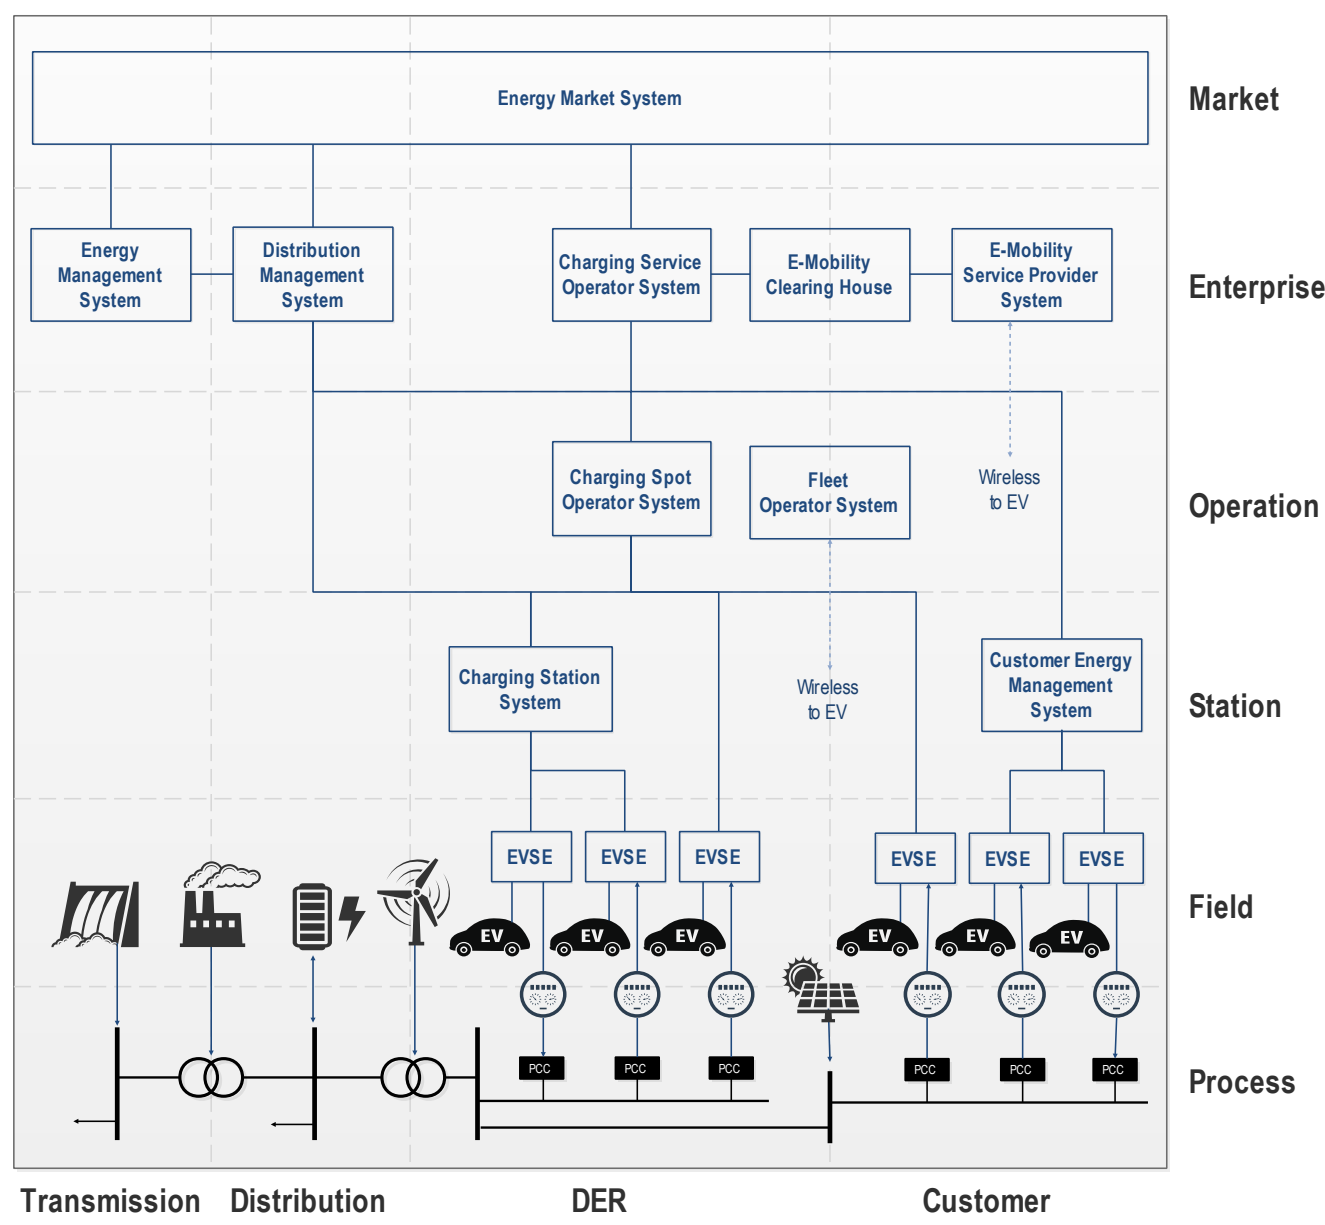 Energy Market System
Market
Energy
Management
System
Distribution
Management
System
Charging Service
Operator System
E-Mobility
Clearing House
E-Mobility
Service Provider
System
Enterprise
Charging Spot
Operator System
Fleet
Operator System
Wireless
to EV
Operation
Charging Station
System
Wireless
to EV
Customer Energy
Management
System
Station
EVSE
EVSE
EVSE
EVSE
EVSE
EVSE
EV
EV
EV
EV
EV
EV
Field
PCC
PCC
PCC
PCC
PCC
PCC
Process
Transmission
Distribution
DER
Customer